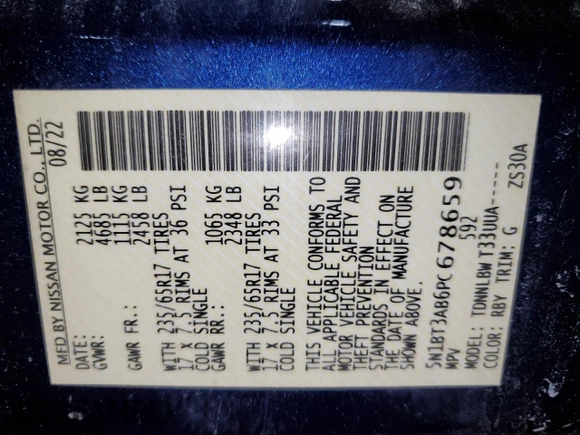 MFD BY NISSAN MOTOR CO., LTD.
DATE: 08/22
GVWR: 2125 KG
4685 LB
GAWR FR.: 1115 KG
2458 LB
WITH 235/65R17 TIRES
17 x 7.5 RIMS AT 36 PSI
COLD SINGLE
GAWR RR.: 1065 KG
2348 LB
WITH 235/65R17 TIRES
17 x 7.5 RIMS AT 33 PSI
COLD SINGLE
THIS VEHICLE CONFORMS TO
ALL APPLICABLE FEDERAL
MOTOR VEHICLE SAFETY AND
THEFT PREVENTION
STANDARDS IN EFFECT ON
THE DATE OF MANUFACTURE
SHOWN ABOVE.
5N1BT3AB6PC678659
MPV 592
MODEL: TDNNLBW T33UUA-----
COLOR: RBY TRIM: G ZS30A